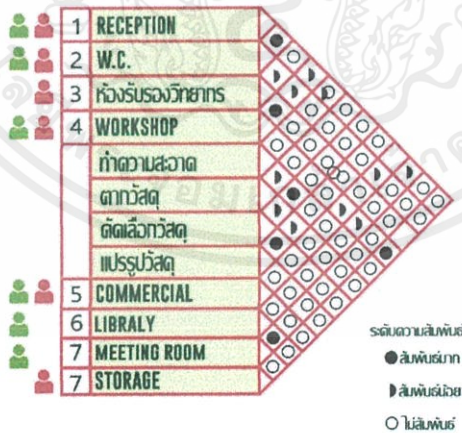 1 RECEPTION
2 W.C.
3 ห้องรับรองวิทยากร
4 WORKSHOP
ทำความสะอาด
ตากวัสดุ
คัดเลือกวัสดุ
แปรรูปวัสดุ
5 COMMERCIAL
6 LIBRALY
7 MEETING ROOM
7 STORAGE
ระดับความสัมพันธ์
สัมพันธ์มาก
สัมพันธ์น้อย
ไม่สัมพันธ์